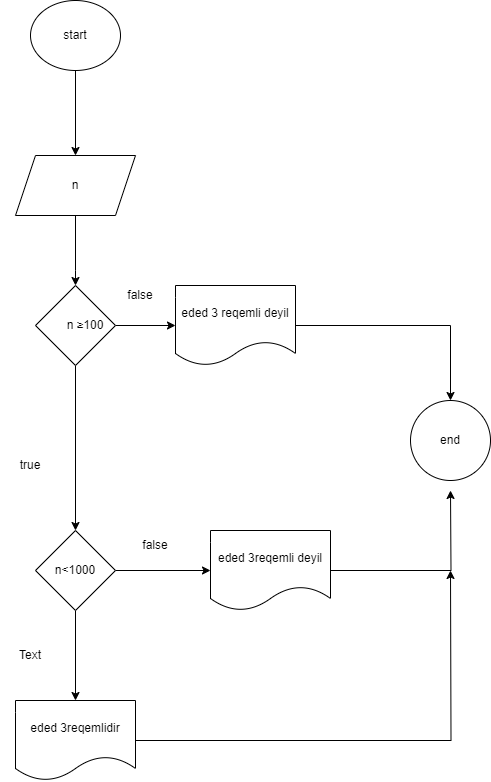 start
n
false
n ≥100
eded 3 reqemli deyil
end
true
false
n<1000
eded 3reqemli deyil
Text
eded 3reqemlidir